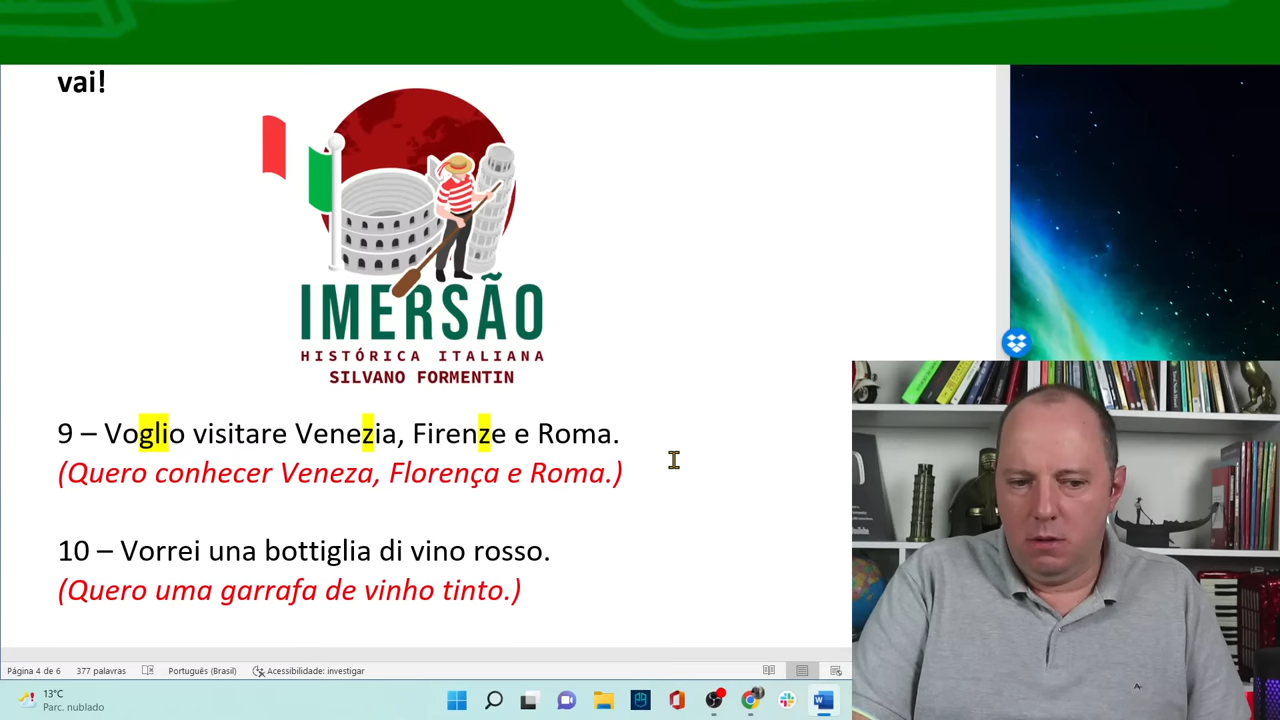 vai!
IMERSÃO
HISTÓRICA ITALIANA
SILVANO FORMENTIN
9 – Voglio visitare Venezia, Firenze e Roma.
(Quero conhecer Veneza, Florença e Roma.)
10 – Vorrei una bottiglia di vino rosso.
(Quero uma garrafa de vinho tinto.)
Página 4 de 6 377 palavras Português (Brasil) Acessibilidade: investigar
13°C
Parc. nublado